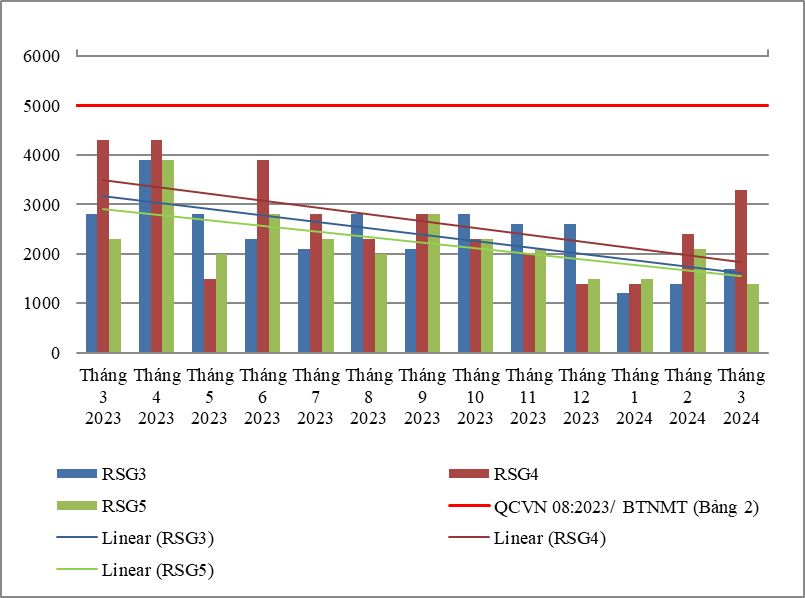 6000
5000
4000
3000
2000
1000
0
Tháng 3 2023
Tháng 4 2023
Tháng 5 2023
Tháng 6 2023
Tháng 7 2023
Tháng 8 2023
Tháng 9 2023
Tháng 10 2023
Tháng 11 2023
Tháng 12 2023
Tháng 1 2024
Tháng 2 2024
Tháng 3 2024
RSG3
RSG4
RSG5
QCVN 08:2023/ BTNMT (Bảng 2)
Linear (RSG3)
Linear (RSG4)
Linear (RSG5)